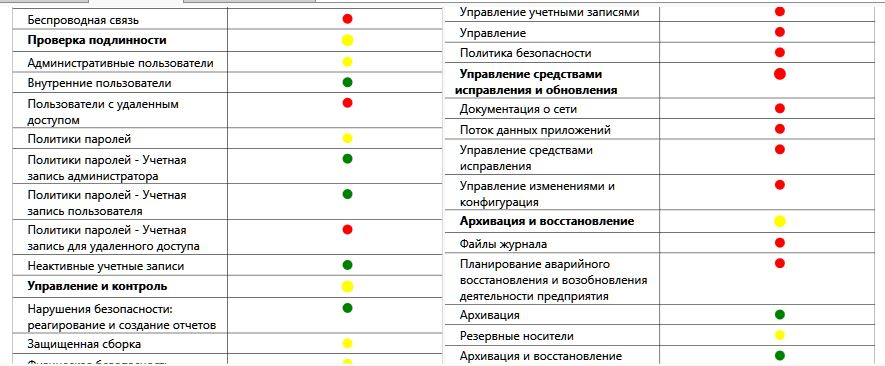 Беспроводная связь
Проверка подлинности
Административные пользователи
Внутренние пользователи
Пользователи с удаленным
доступом
Политики паролей
Политики паролей - Учетная
запись администратора
Политики паролей - Учетная
запись пользователя
Политики паролей - Учетная
запись для удаленного доступа
Неактивные учетные записи
Управление и контроль
Нарушения безопасности:
реагирование и создание отчетов
Защищенная сборка
Физическая безопасность
Управление учетными записями
Управление
Политика безопасности
Управление средствами
исправления и обновления
Документация о сети
Поток данных приложений
Управление средствами
исправления
Управление изменениями и
конфигурация
Архивация и восстановление
Файлы журнала
Планирование аварийного
восстановления и возобновления
деятельности предприятия
Архивация
Резервные носители
Архивация и восстановление